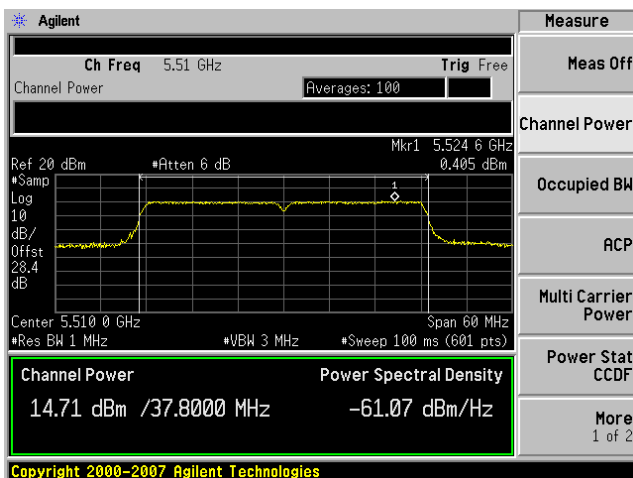 Agilent
Measure
Ch Freq 5.51 GHz Trig Free
Meas Off
Channel Power Averages: 100
Channel Power
Mkr1 5.524 6 GHz
Ref 20 dBm #Atten 6 dB 0.405 dBm
#Samp
Log
10
dB/
Offst
28.4
dB
1
Occupied BW
ACP
Multi Carrier
Power
Center 5.510 0 GHz Span 60 MHz
#Res BW 1 MHz #VBW 3 MHz #Sweep 100 ms (601 pts)
Power Stat
CCDF
Channel Power Power Spectral Density
14.71 dBm /37.8000 MHz -61.07 dBm/Hz
More
1 of 2
Copyright 2000-2007 Agilent Technologies